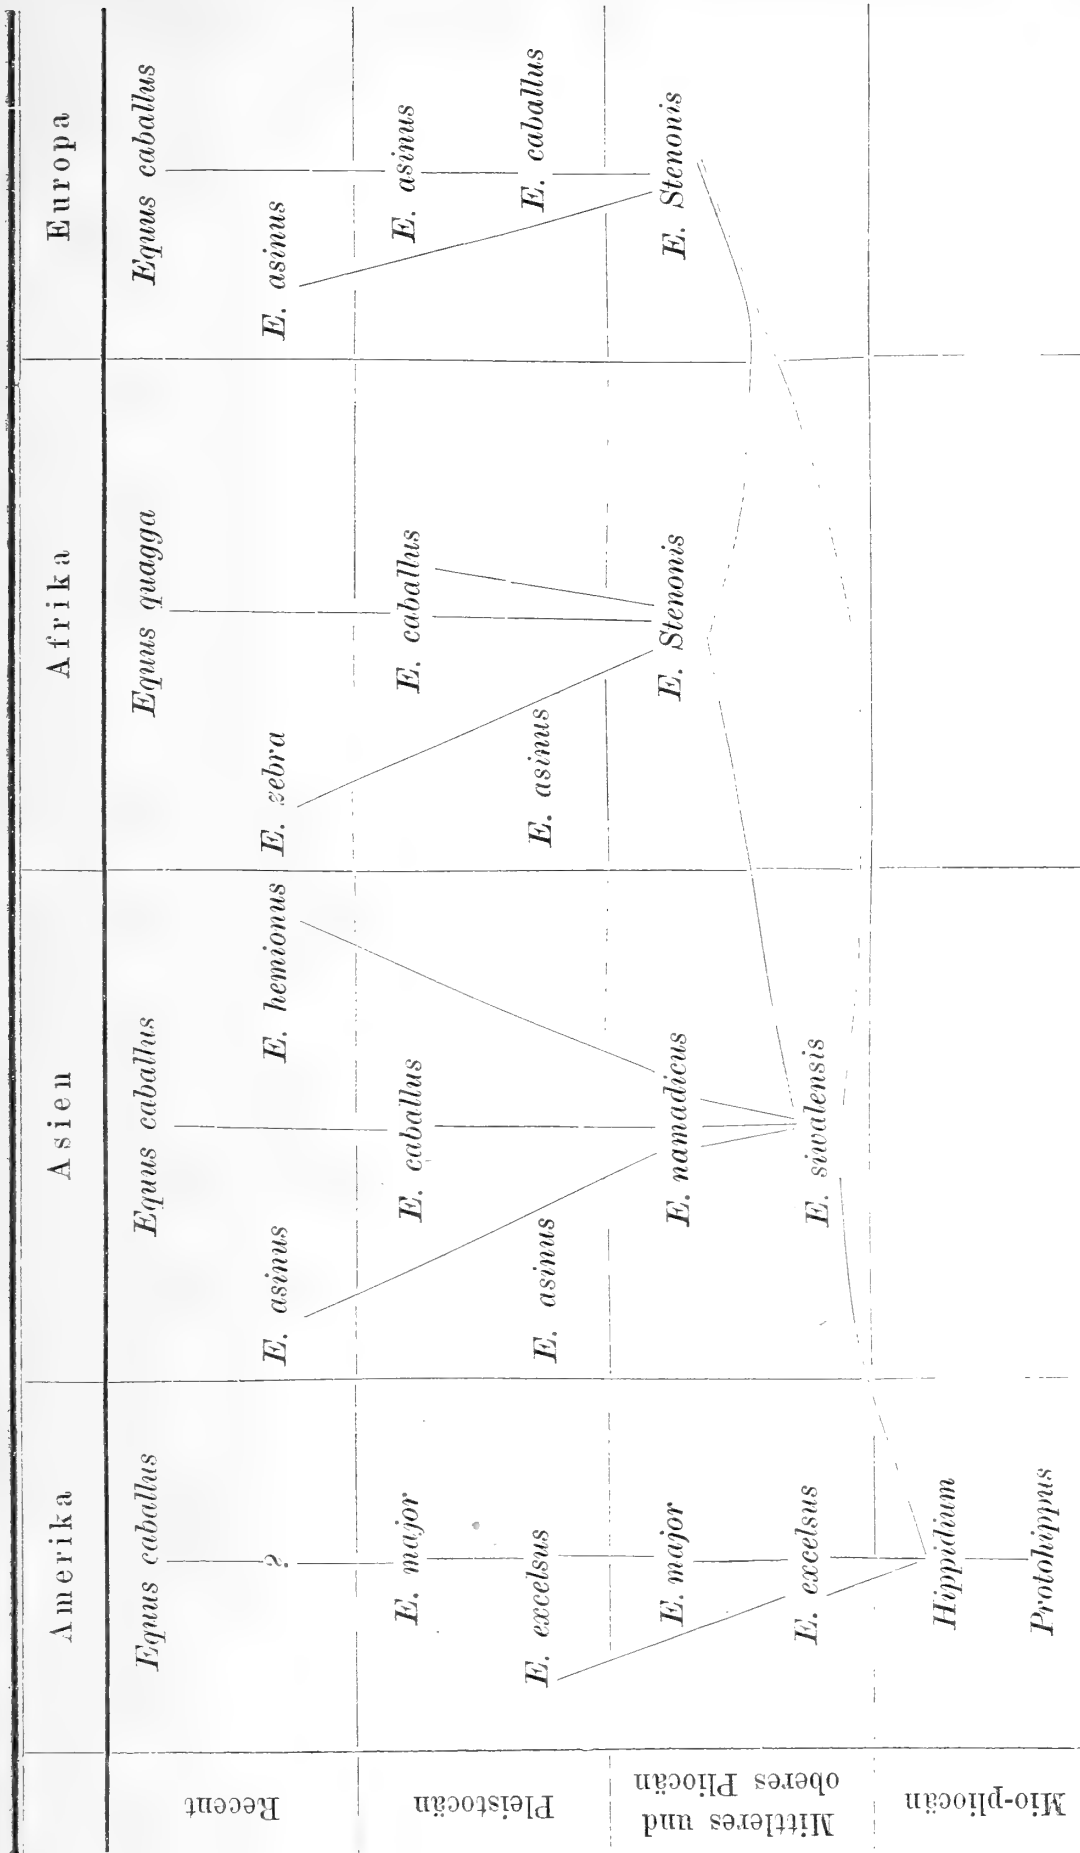 Amerika
Asien
Afrika
Europa
Recent
Equus caballus
Equus caballus
Equus quagga
Equus caballus
?
E. asinus
E. hemionus
E. zebra
E. asinus
Pleistocän
E. major
E. caballus
E. caballus
E. asinus
E. excelsus
E. asinus
E. asinus
E. caballus
Mittleres und
oberes Pliocän
E. major
E. namadicus
E. Stenonis
E. Stenonis
E. excelsus
E. sivalensis
Mio-pliocän
Hippidium
Protohippus